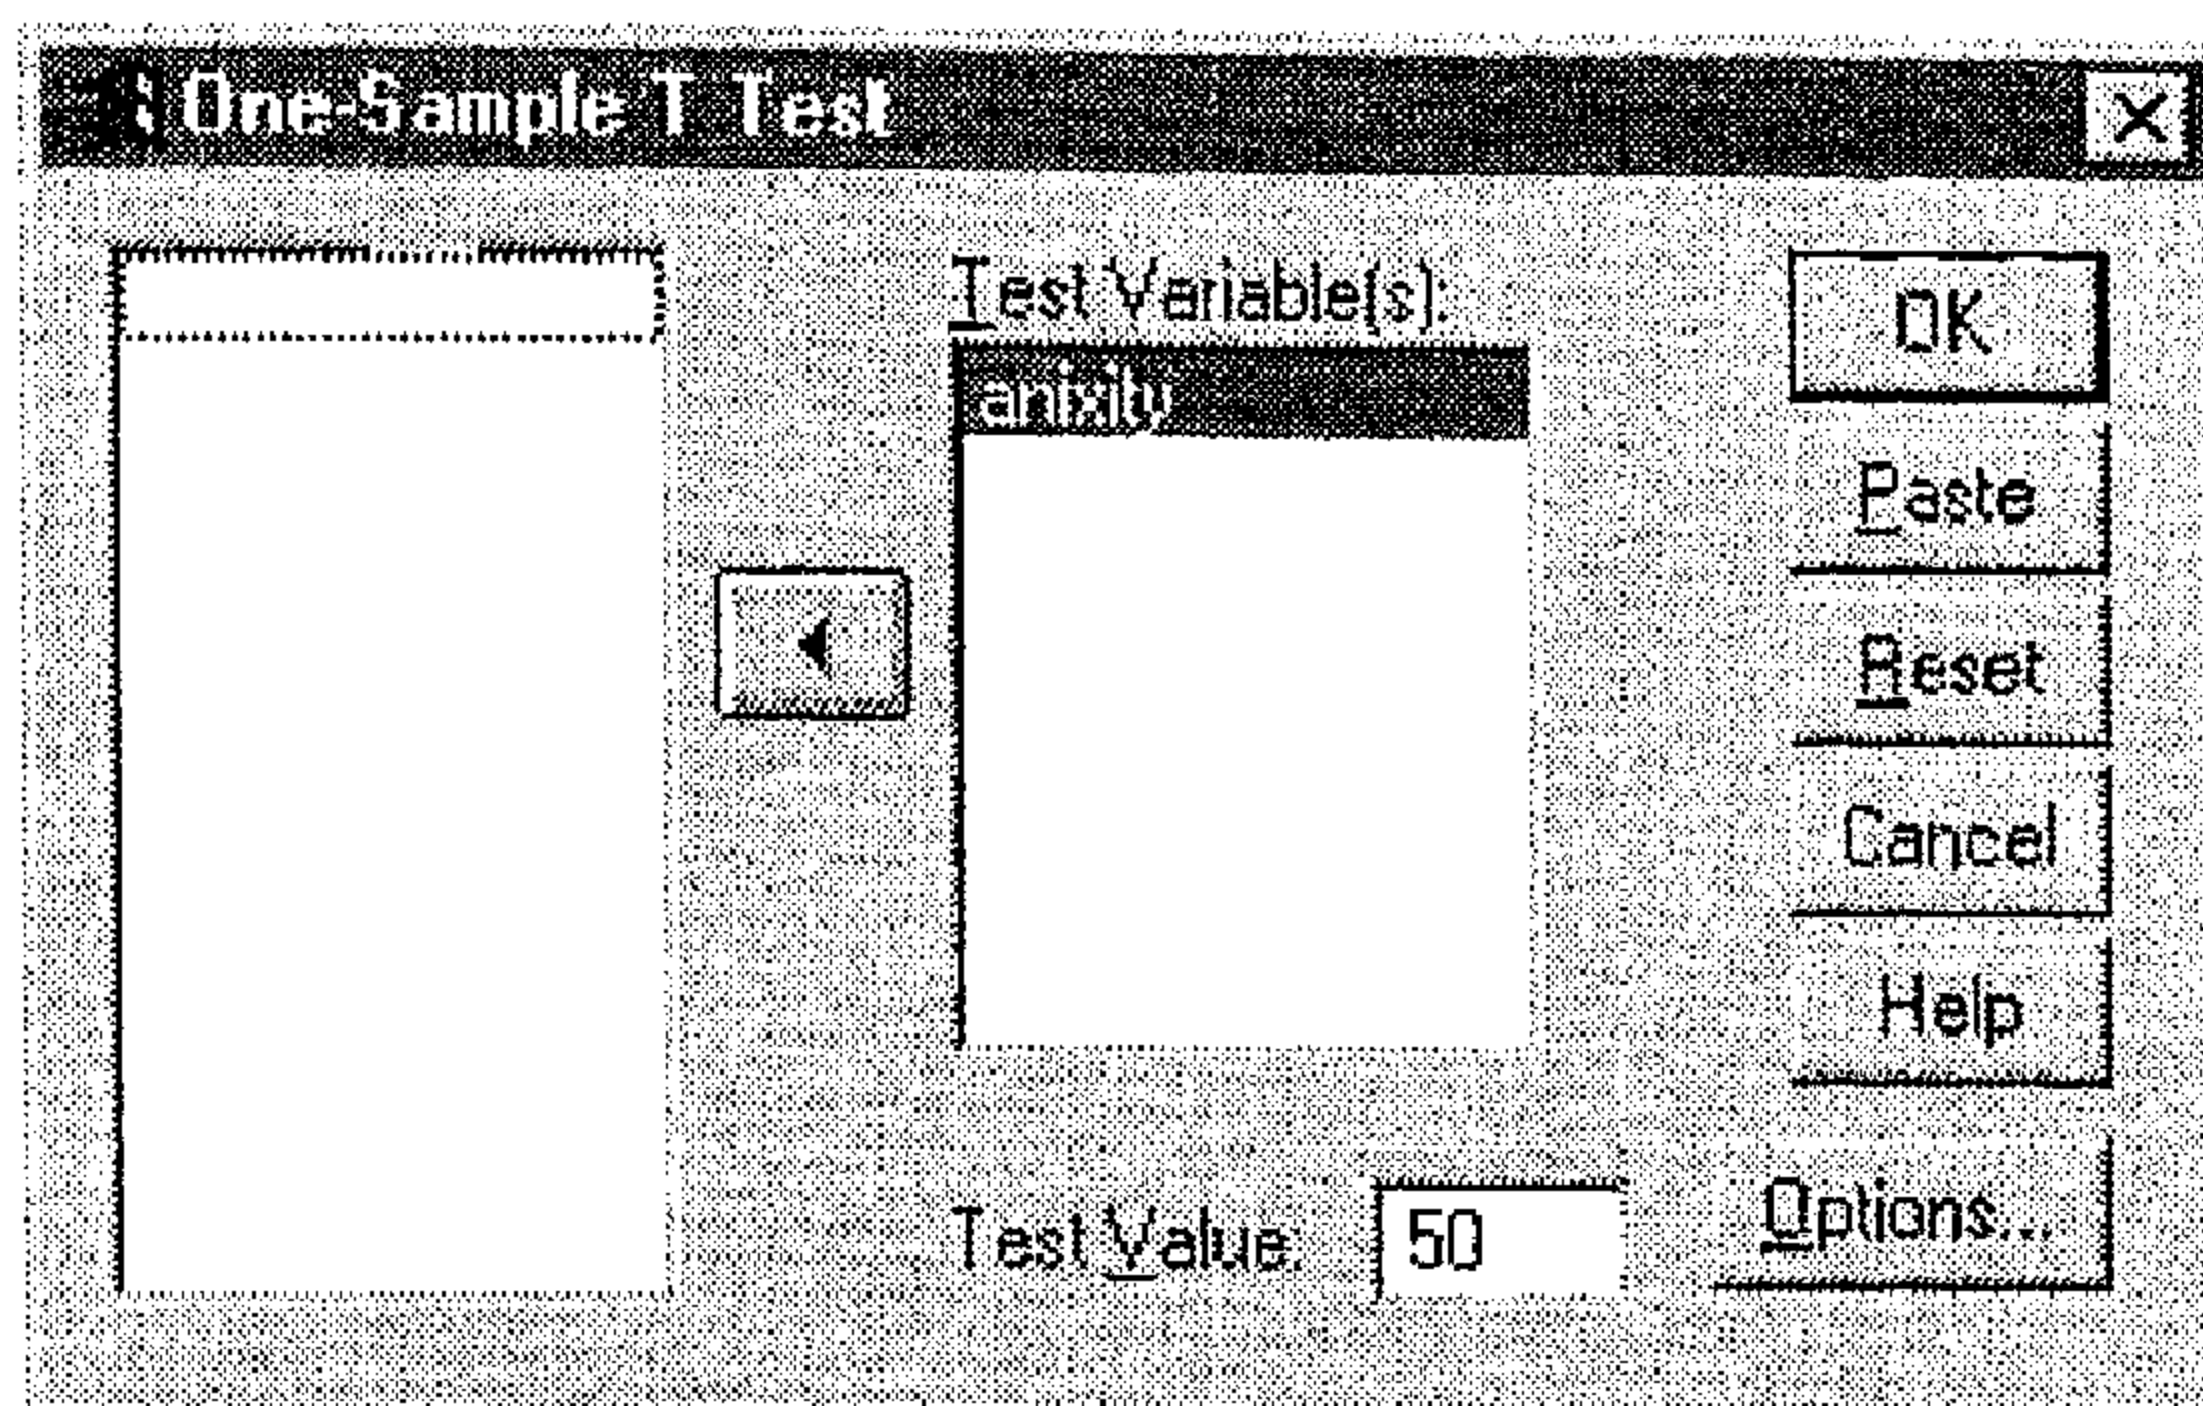 One-Sample T Test
Test Variable(s):
anixity
OK
Paste
Reset
Cancel
Help
Test Value: 50
Options...